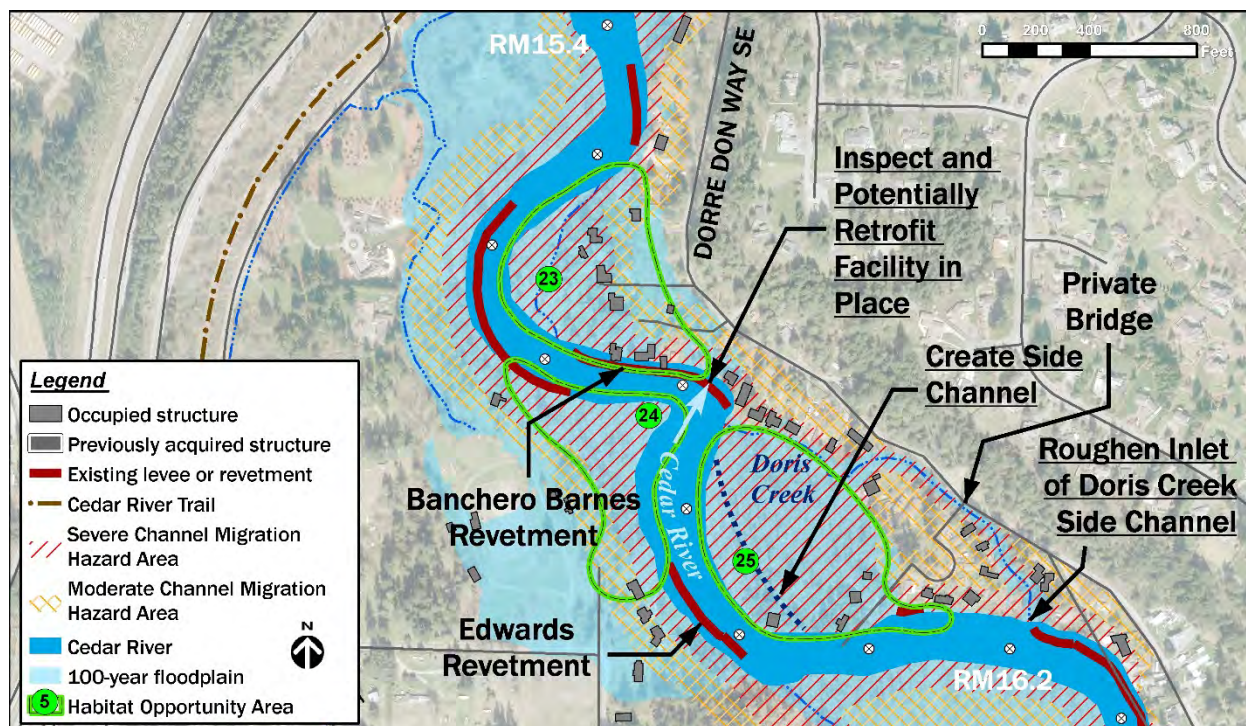 RM15.4
0 200 400 800
Feet
DORRE DON WAY SE
Inspect and
Potentially
Retrofit
Facility in
Place
Private
Bridge
Create Side
Channel
Roughen Inlet
of Doris Creek
Side Channel
23
24
25
Doris
Creek
Cedar River
Banchero Barnes
Revetment
Edwards
Revetment
RM16.2
Legend
Occupied structure
Previously acquired structure
Existing levee or revetment
Cedar River Trail
Severe Channel Migration
Hazard Area
Moderate Channel Migration
Hazard Area
Cedar River
100-year floodplain
5 Habitat Opportunity Area
N